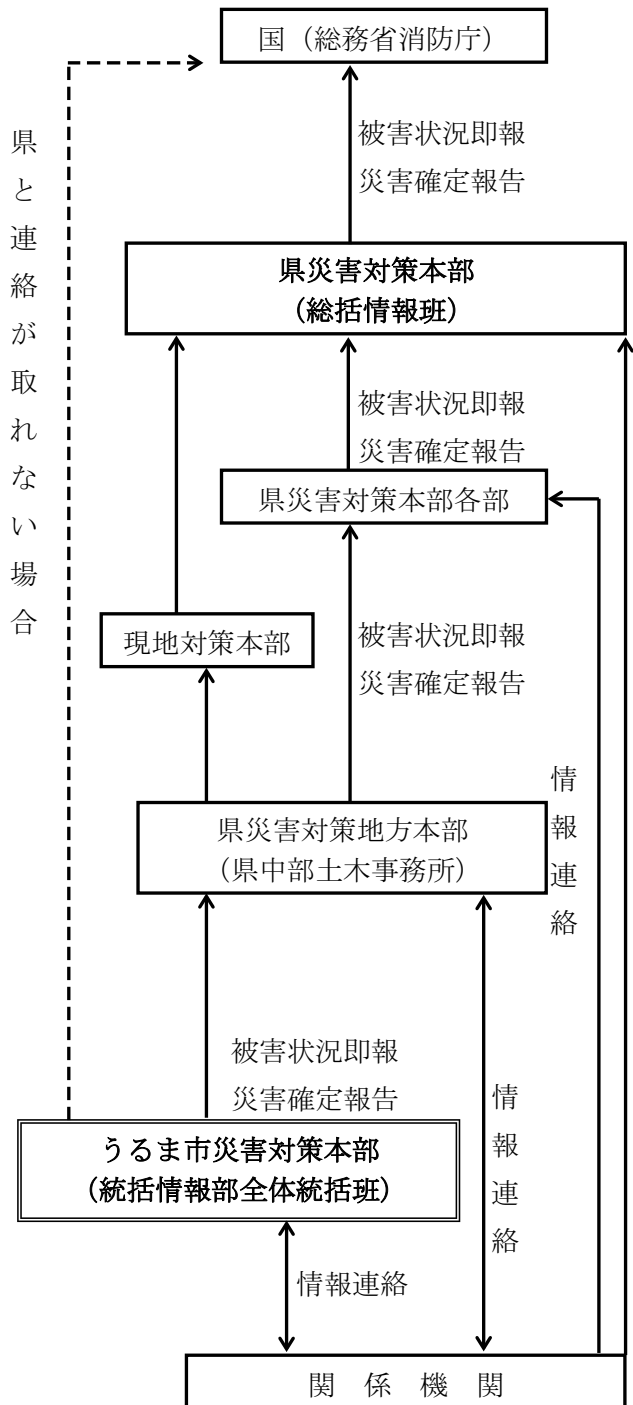 国（総務省消防庁）
県と連絡が取れない場合
被害状況即報
災害確定報告
県災害対策本部
（総括情報班）
被害状況即報
災害確定報告
県災害対策本部各部
現地対策本部
被害状況即報
災害確定報告
情報連絡
県災害対策地方本部
（県中部土木事務所）
被害状況即報
災害確定報告
情報連絡
うるま市災害対策本部
（統括情報部全体統括班）
情報連絡
関　係　機　関